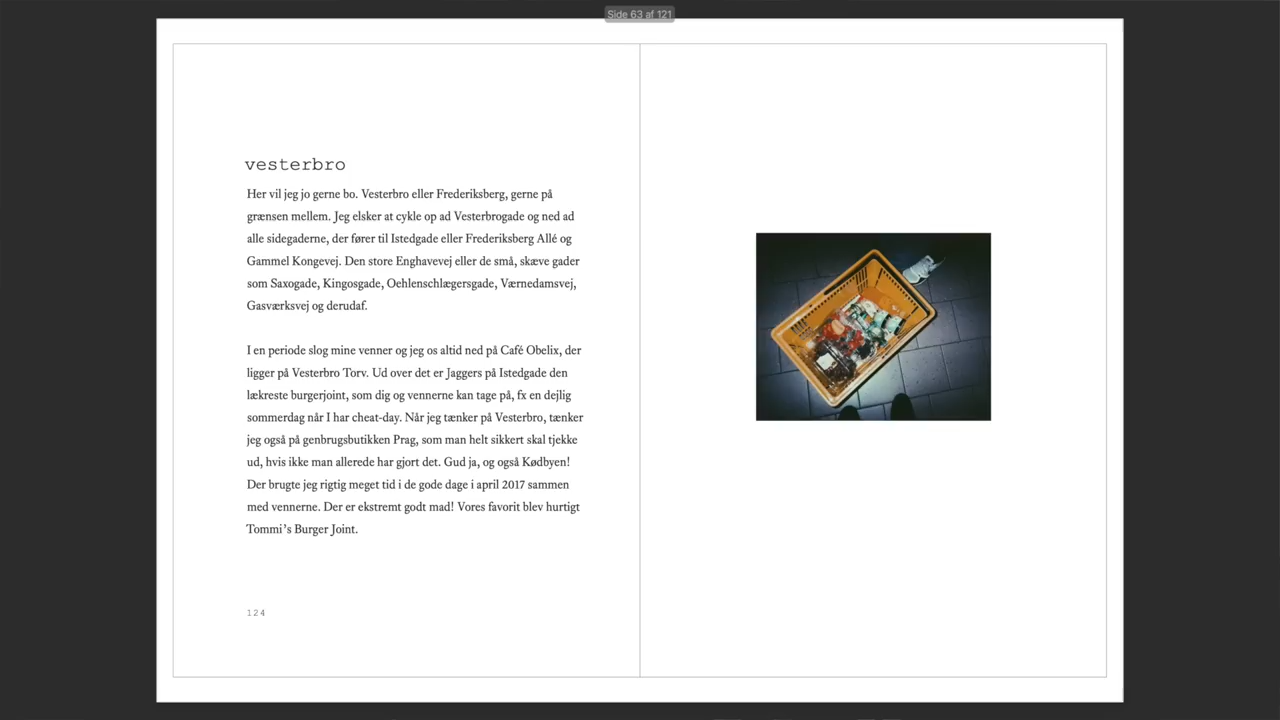 Side 63 af 121
vesterbro
Her vil jeg jo gerne bo. Vesterbro eller Frederiksberg, gerne på
grænsen mellem. Jeg elsker at cykle op ad Vesterbrogade og ned ad
alle sidegaderne, der fører til Istedgade eller Frederiksberg Allé og
Gammel Kongevej. Den store Enghavevej eller de små, skæve gader
som Saxogade, Kingosgade, Oehlenschlægersgade, Værnedamsvej,
Gasværksvej og derudaf.
I en periode slog mine venner og jeg os altid ned på Café Obelix, der
ligger på Vesterbro Torv. Ud over det er Jaggers på Istedgade den
lækreste burgerjoint, som dig og vennerne kan tage på, fx en dejlig
sommerdag når I har cheat-day. Når jeg tænker på Vesterbro, tænker
jeg også på genbrugsbutikken Prag, som man helt sikkert skal tjekke
ud, hvis ikke man allerede har gjort det. Gud ja, og også Kødbyen!
Der brugte jeg rigtig meget tid i de gode dage i april 2017 sammen
med vennerne. Der er ekstremt godt mad! Vores favorit blev hurtigt
Tommi’s Burger Joint.
124